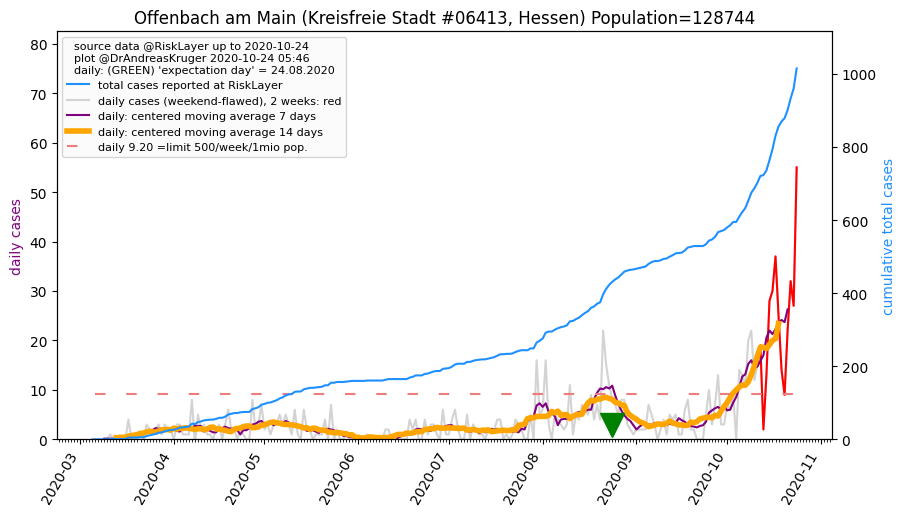 Offenbach am Main (Kreisfreie Stadt #06413, Hessen) Population=128744
source data @RiskLayer up to 2020-10-24
plot @DrAndreasKruger 2020-10-24 05:46
daily: (GREEN) 'expectation day' = 24.08.2020
total cases reported at RiskLayer
daily cases (weekend-flawed), 2 weeks: red
daily: centered moving average 7 days
daily: centered moving average 14 days
daily 9.20 =limit 500/week/1mio pop.
daily cases
80
70
60
50
40
30
20
10
0
cumulative total cases
1000
800
600
400
200
0
2020-03
2020-04
2020-05
2020-06
2020-07
2020-08
2020-09
2020-10
2020-11